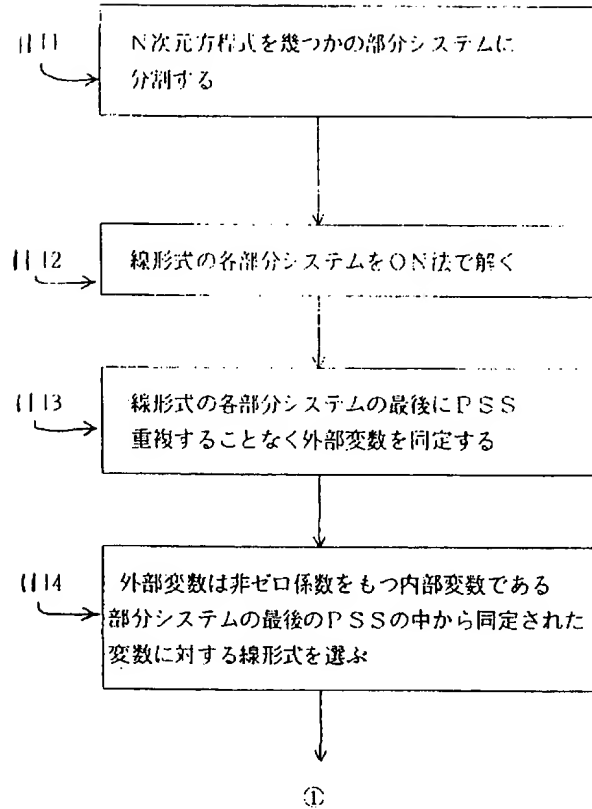 1111
N次元方程式を幾つかの部分システムに
分割する
1112
線形式の各部分システムをON法で解く
1113
線形式の各部分システムの最後にPSS
重複することなく外部変数を同定する
1114
外部変数は非ゼロ係数をもつ内部変数である
部分システムの最後のPSSの中から同定された
変数に対する線形式を選ぶ
①